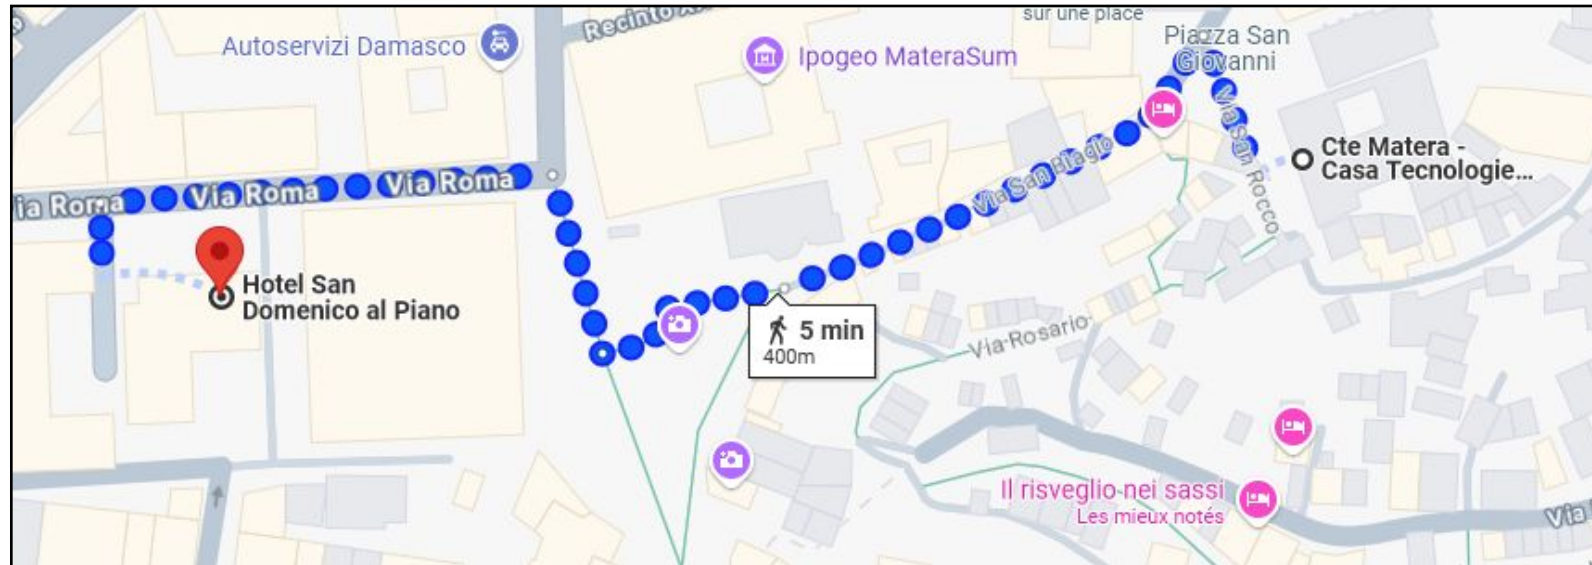 sur une place
Recinto
Piazza San
Giovanni
Autoservizi Damasco
Ipogeo MateraSum
Via San Biagio
Via San Rocco
Cte Matera -
Casa Tecnologie...
ia Roma
Via Roma
Via Roma
Hotel San
Domenico al Piano
5 min
400m
Via Rosario
Il risveglio nei sassi
Les mieux notés
Via